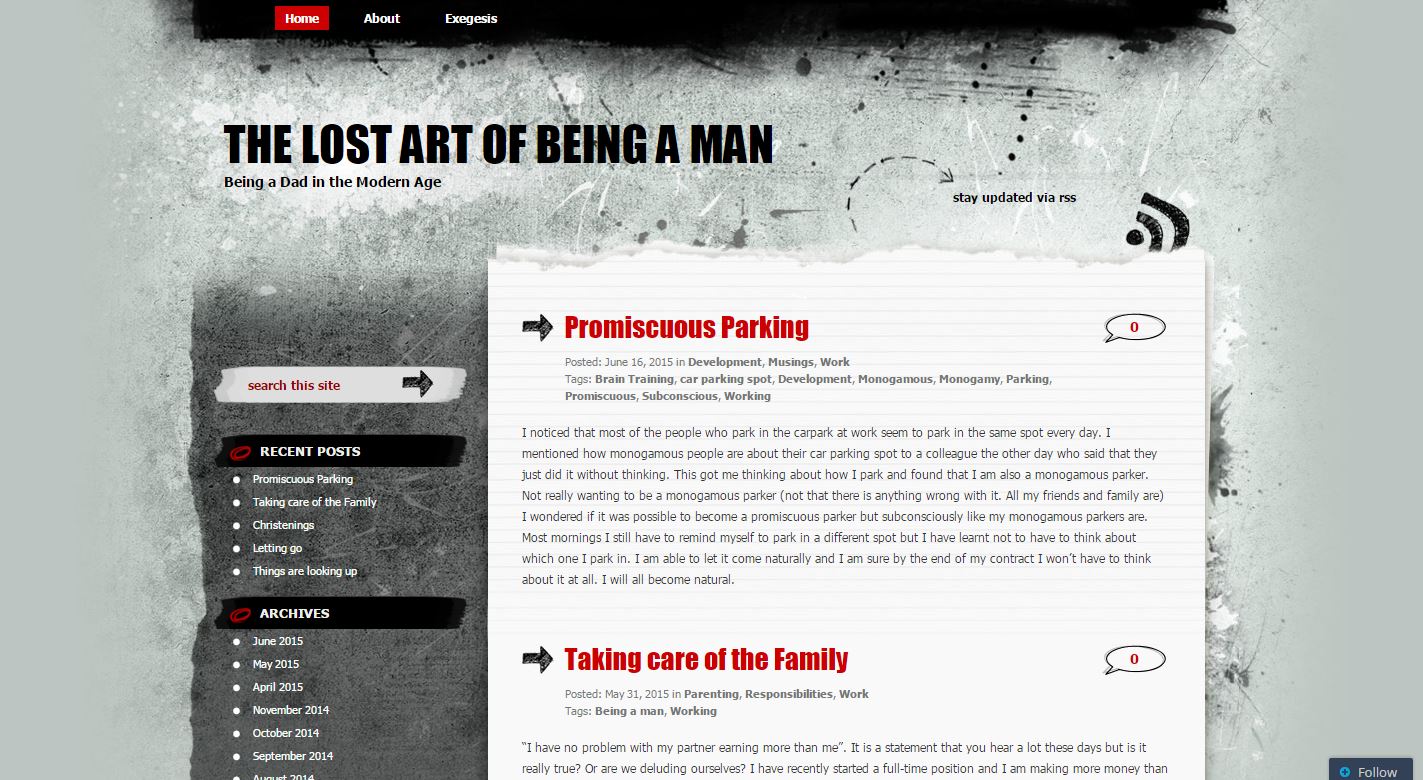 Home About Exegesis
THE LOST ART OF BEING A MAN
Being a Dad in the Modern Age
stay updated via rss
search this site
RECENT POSTS
Promiscuous Parking
Taking care of the Family
Christenings
Letting go
Things are looking up
ARCHIVES
June 2015
May 2015
April 2015
November 2014
October 2014
September 2014
August 2014
Promiscuous Parking
0
Posted: June 16, 2015 in Development, Musings, Work
Tags: Brain Training, car parking spot, Development, Monogamous, Monogamy, Parking,
Promiscuous, Subconscious, Working
I noticed that most of the people who park in the carpark at work seem to park in the same spot every day. I
mentioned how monogamous people are about their car parking spot to a colleague the other day who said that they
just did it without thinking. This got me thinking about how I park and found that I am also a monogamous parker.
Not really wanting to be a monogamous parker (not that there is anything wrong with it. All my friends and family are)
I wondered if it was possible to become a promiscuous parker but subconsciously like my monogamous parkers are.
Most mornings I still have to remind myself to park in a different spot but I have learnt not to have to think about
which one I park in. I am able to let it come naturally and I am sure by the end of my contract I won’t have to think
about it at all. I will all become natural.
Taking care of the Family
0
Posted: May 31, 2015 in Parenting, Responsibilities, Work
Tags: Being a man, Working
“I have no problem with my partner earning more than me”. It is a statement that you hear a lot these days but is it
really true? Or are we deluding ourselves? I have recently started a full-time position and I am making more money than
Follow